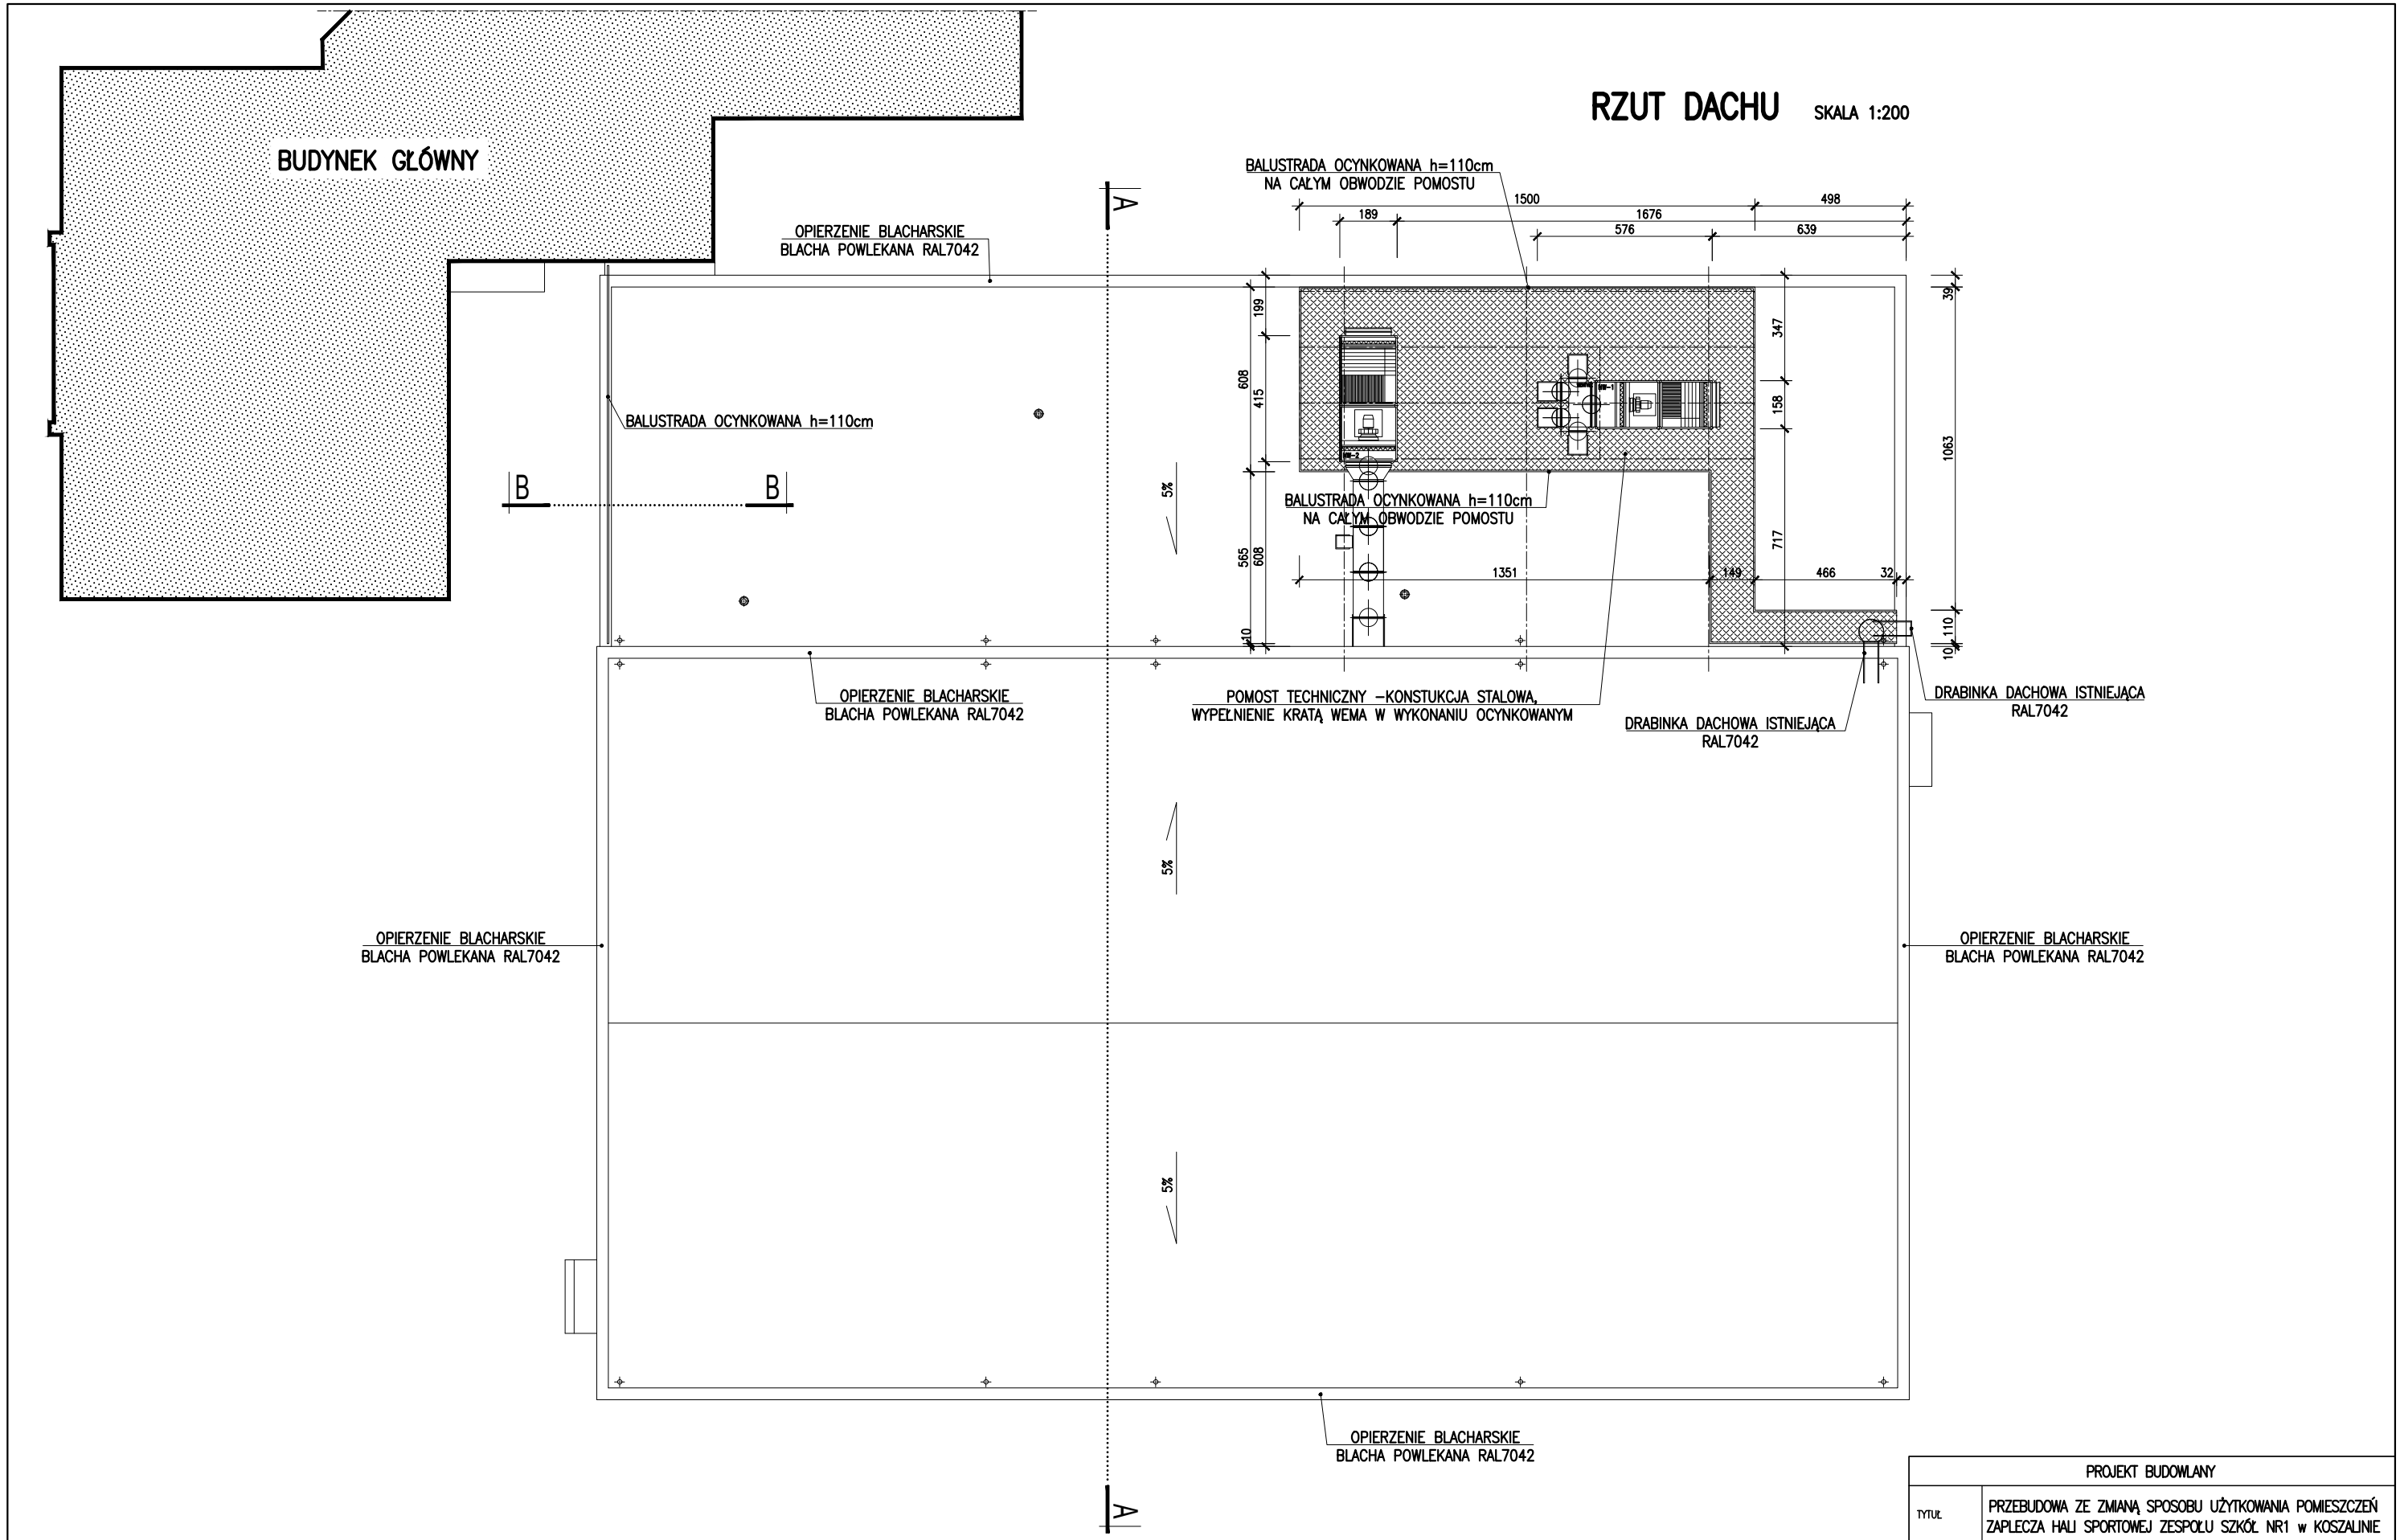 RZUT DACHU SKALA 1:200
BUDYNEK GŁÓWNY
BALUSTRADA OCYNKOWANA h=110cm
NA CAŁYM OBWODZIE POMOSTU
A
1500
498
189
1676
576
639
OPIERZENIE BLACHARSKIE
BLACHA POWLEKANA RAL7042
39
199
347
608
415
158
1063
NW-1
NW-2
BALUSTRADA OCYNKOWANA h=110cm
B
B
5%
BALUSTRADA OCYNKOWANA h=110cm
NA CAŁYM OBWODZIE POMOSTU
565
608
717
1351
149
466
32
10
110
10
OPIERZENIE BLACHARSKIE
BLACHA POWLEKANA RAL7042
POMOST TECHNICZNY –KONSTUKCJA STALOWA,
WYPEŁNIENIE KRATĄ WEMA W WYKONANIU OCYNKOWANYM
DRABINKA DACHOWA ISTNIEJĄCA
RAL7042
DRABINKA DACHOWA ISTNIEJĄCA
RAL7042
5%
OPIERZENIE BLACHARSKIE
BLACHA POWLEKANA RAL7042
OPIERZENIE BLACHARSKIE
BLACHA POWLEKANA RAL7042
5%
OPIERZENIE BLACHARSKIE
BLACHA POWLEKANA RAL7042
A
PROJEKT BUDOWLANY
TYTUŁ
PRZEBUDOWA ZE ZMIANĄ SPOSOBU UŻYTKOWANIA POMIESZCZEŃ
ZAPLECZA HALI SPORTOWEJ ZESPOŁU SZKÓŁ NR1 w KOSZALINIE